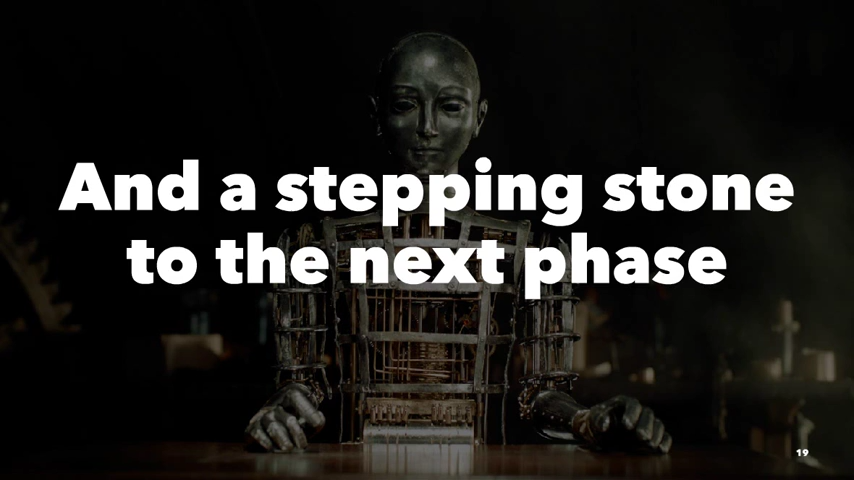 And a stepping stone
to the next phase
19